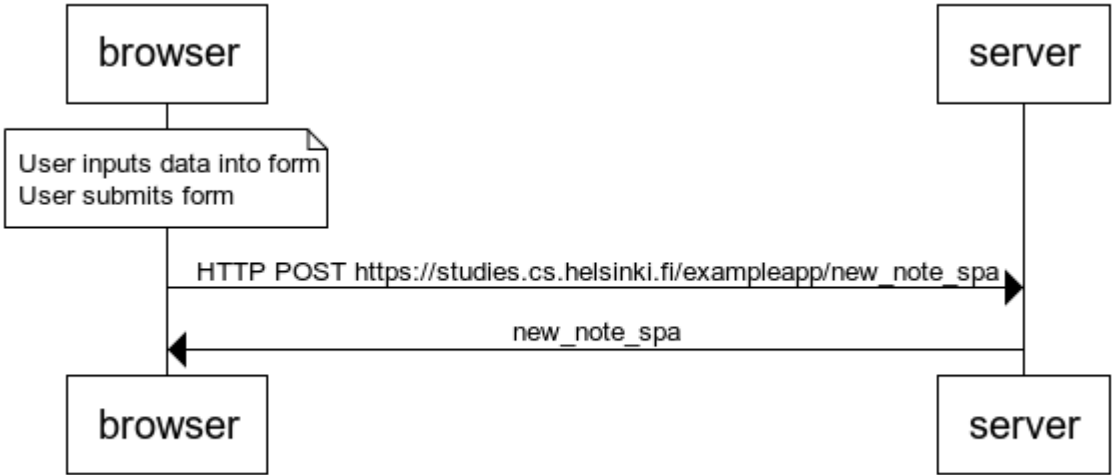 browser
server
User inputs data into form
User submits form
HTTP POST https://studies.cs.helsinki.fi/exampleapp/new_note_spa
new_note_spa
browser
server